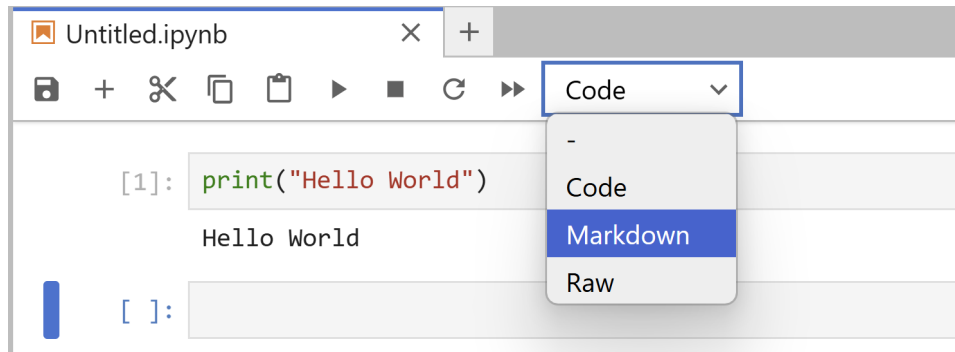 Untitled.ipynb
Code
-
Code
Markdown
Raw
[1]: print("Hello World")
Hello World
[ ]: